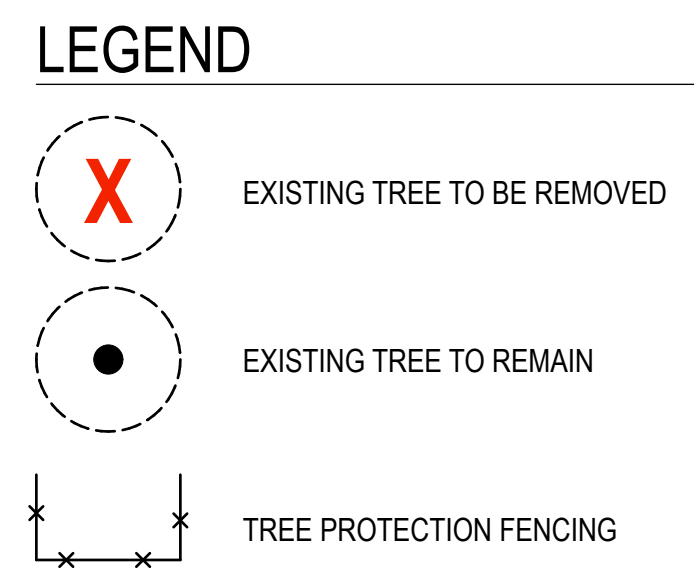 LEGEND
X
EXISTING TREE TO BE REMOVED
EXISTING TREE TO REMAIN
TREE PROTECTION FENCING